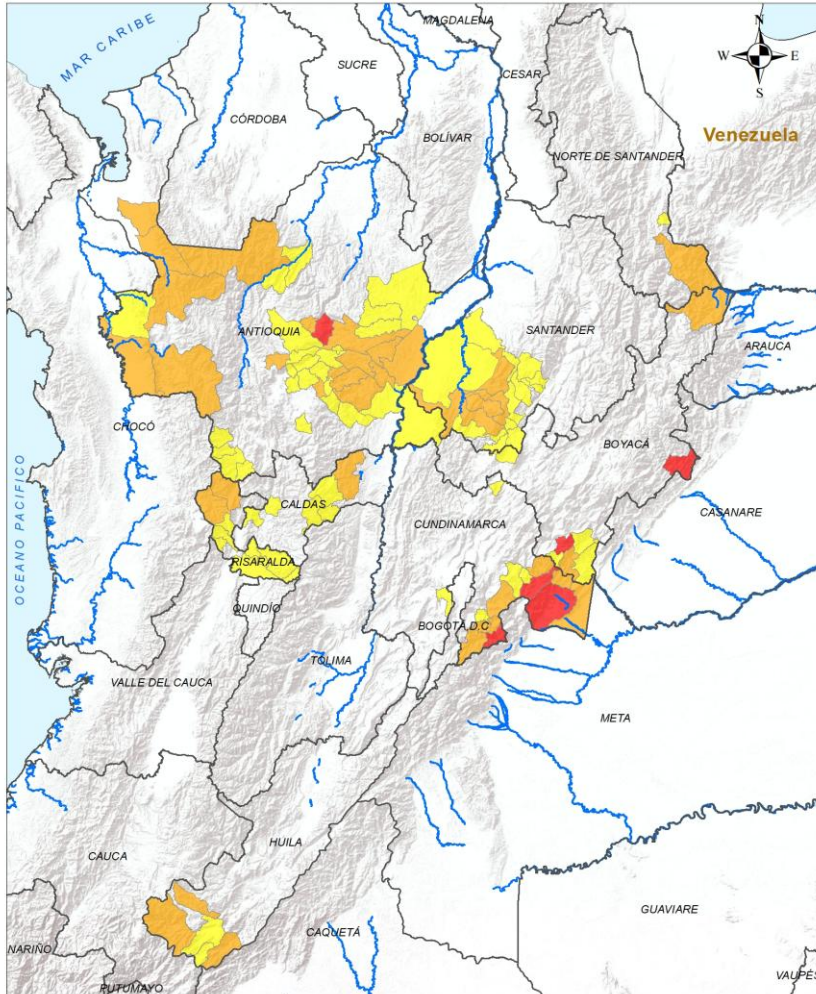 MAGDALENA
MAR CARIBE
N
W E
S
SUCRE
CESAR
CÓRDOBA
BOLÍVAR
Venezuela
NORTE DE SANTANDER
ANTIOQUIA
SANTANDER
ARAUCA
CHOCÓ
BOYACÁ
CALDAS
CASANARE
CUNDINAMARCA
OCEANO PACIFICO
RISARALDA
QUINDÍO
BOGOTÁ, D.C
TOLIMA
VALLE DEL CAUCA
META
HUILA
CAUCA
GUAVIARE
CAQUETÁ
NARIÑO
PUTUMAYO
VAUPÉS